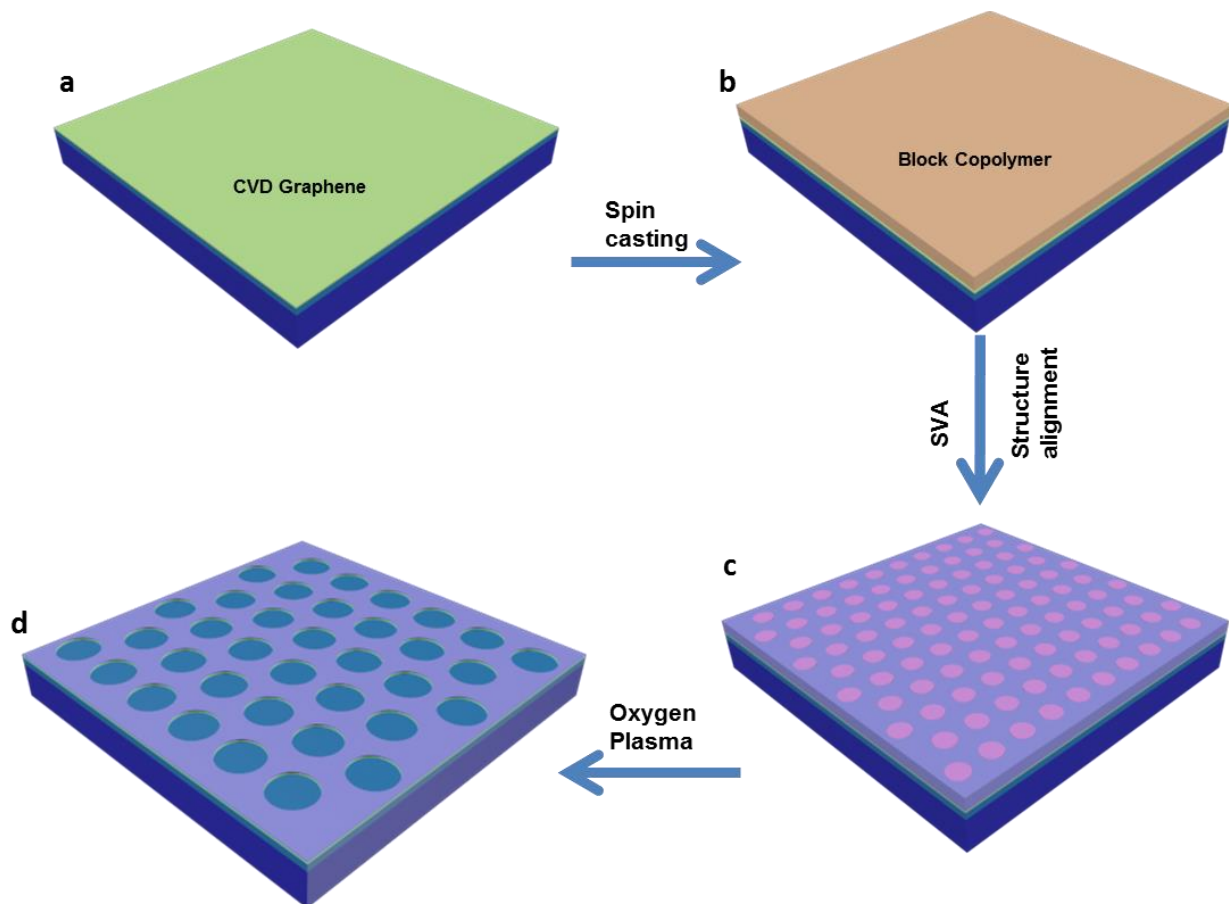 a
CVD Graphene
Spin
casting
b
Block Copolymer
SVA
Structure
alignment
c
Oxygen
Plasma
d